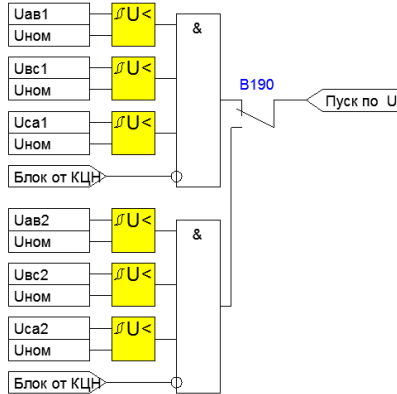 Uав1
Uном
U<
&
Uвс1
Uном
U<
B190
Пуск по U
Uса1
Uном
U<
Блок от КЦН
Uав2
Uном
U<
&
Uвс2
Uном
U<
Uса2
Uном
U<
Блок от КЦН